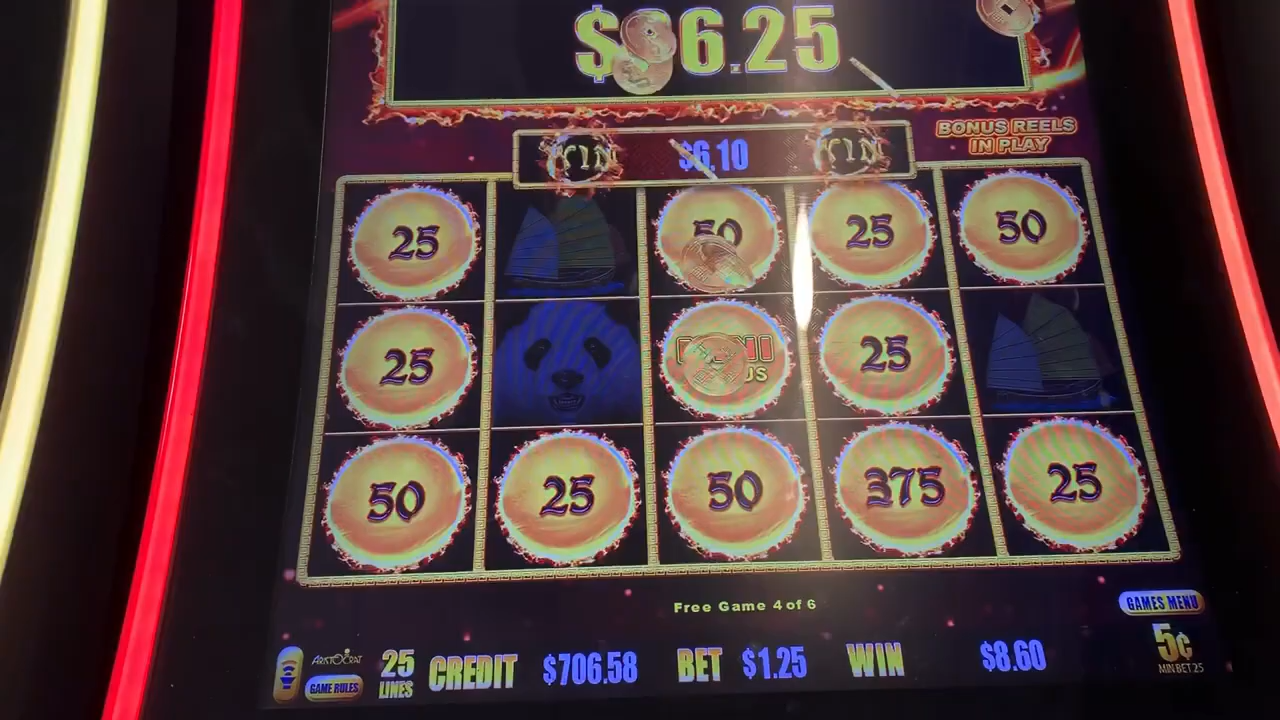 $ 6.25
BONUS REELS
IN PLAY
$6.10
25 50 25 50
25 25
50 25 50 375 25
Free Game 4 of 6
GAMES MENU
ARISTOCRAT
GAME RULES
25
LINES
CREDIT $706.58
BET $1.25
WIN $8.60
5¢
MIN BET 25